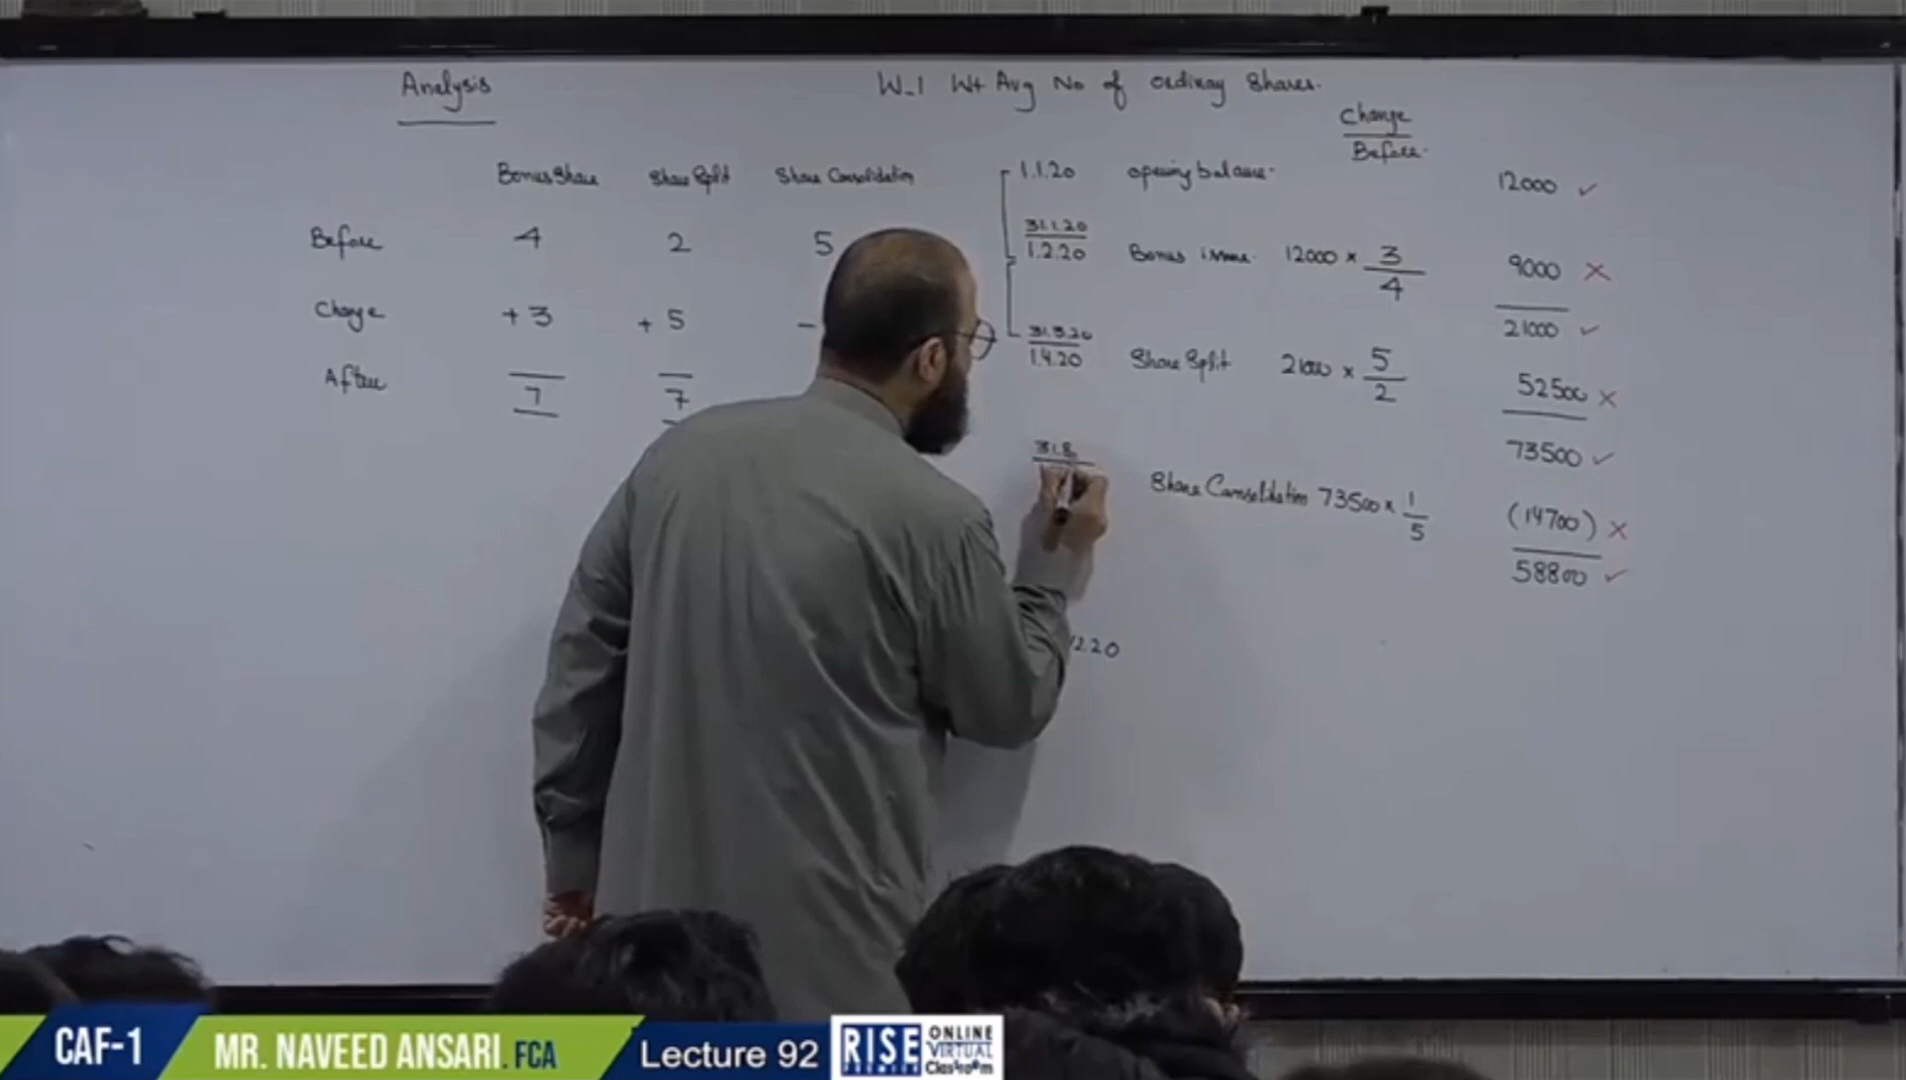 Analysis
Bonus Share Share Split Share Consolidation
Before 4 2 5
Change +3 +5 -
After 7 7
W-1 Wt Avg No of ordinay Shares.
Change
Before.
1.1.20 opening balance. 12000 ✓
31.1.20
1.2.20 Bonus issue. 12000 × 3/4 9000 ✗
21000 ✓
31.3.20
1.4.20 Share Split 21000 × 5/2 52500 ✗
73500 ✓
31.8.
Share Consolidation 73500 × 1/5 (14700) ✗
58800 ✓
12.20
CAF-1 MR. NAVEED ANSARI. FCA Lecture 92 RISE PREMIER ONLINE VIRTUAL Classroom